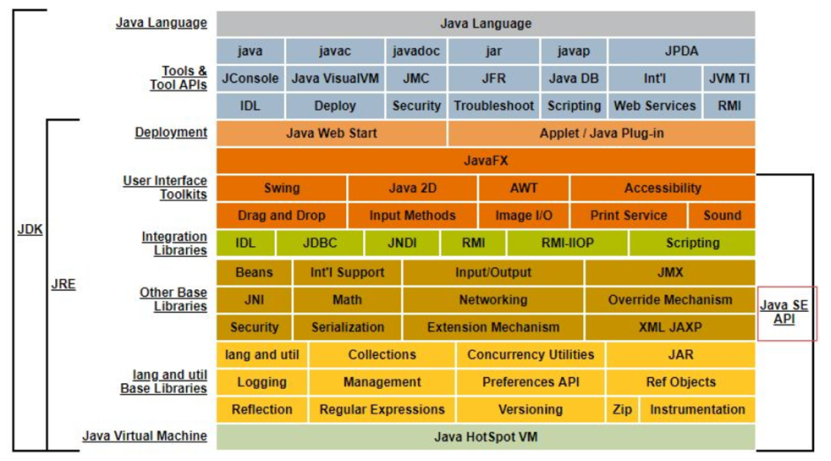 Java Language Java Language
java javac javadoc jar javap JPDA
Tools & Tool APIs JConsole Java VisualVM JMC JFR Java DB Int'l JVM TI
IDL Deploy Security Troubleshoot Scripting Web Services RMI
Deployment Java Web Start Applet / Java Plug-in
JavaFX
User Interface Toolkits Swing Java 2D AWT Accessibility
Drag and Drop Input Methods Image I/O Print Service Sound
JDK
Integration Libraries IDL JDBC JNDI RMI RMI-IIOP Scripting
JRE
Beans Int'l Support Input/Output JMX
Other Base Libraries JNI Math Networking Override Mechanism
Java SE API
Security Serialization Extension Mechanism XML JAXP
lang and util Collections Concurrency Utilities JAR
lang and util Base Libraries Logging Management Preferences API Ref Objects
Reflection Regular Expressions Versioning Zip Instrumentation
Java Virtual Machine Java HotSpot VM